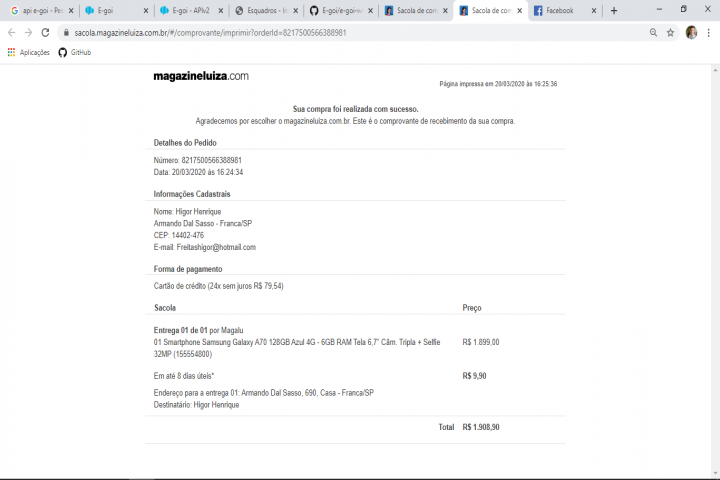 api e-goi - Pes
E-goi
E-goi - APIv2
Esquadros - Ins
E-goi/e-goi-w
Sacola de com
Sacola de com
Facebook
sacola.magazineluiza.com.br/#/comprovante/imprimir?orderId=8217500566388981
Aplicações
GitHub
magazineluiza.com
Página impressa em 20/03/2020 às 16:25:36
Sua compra foi realizada com sucesso.
Agradecemos por escolher o magazineluiza.com.br. Este é o comprovante de recebimento da sua compra.
Detalhes do Pedido
Número: 8217500566388981
Data: 20/03/2020 às 16:24:34
Informações Cadastrais
Nome: Higor Henrique
Armando Dal Sasso - Franca/SP
CEP: 14402-476
E-mail: Freitashigor@hotmail.com
Forma de pagamento
Cartão de crédito (24x sem juros R$ 79,54)
Sacola Preço
Entrega 01 de 01 por Magalu
01 Smartphone Samsung Galaxy A70 128GB Azul 4G - 6GB RAM Tela 6,7" Câm. Tripla + Selfie R$ 1.899,00
32MP (155554800)
Em até 8 dias úteis* R$ 9,90
Endereço para a entrega 01: Armando Dal Sasso, 690, Casa - Franca/SP
Destinatário: Higor Henrique
Total R$ 1.908,90